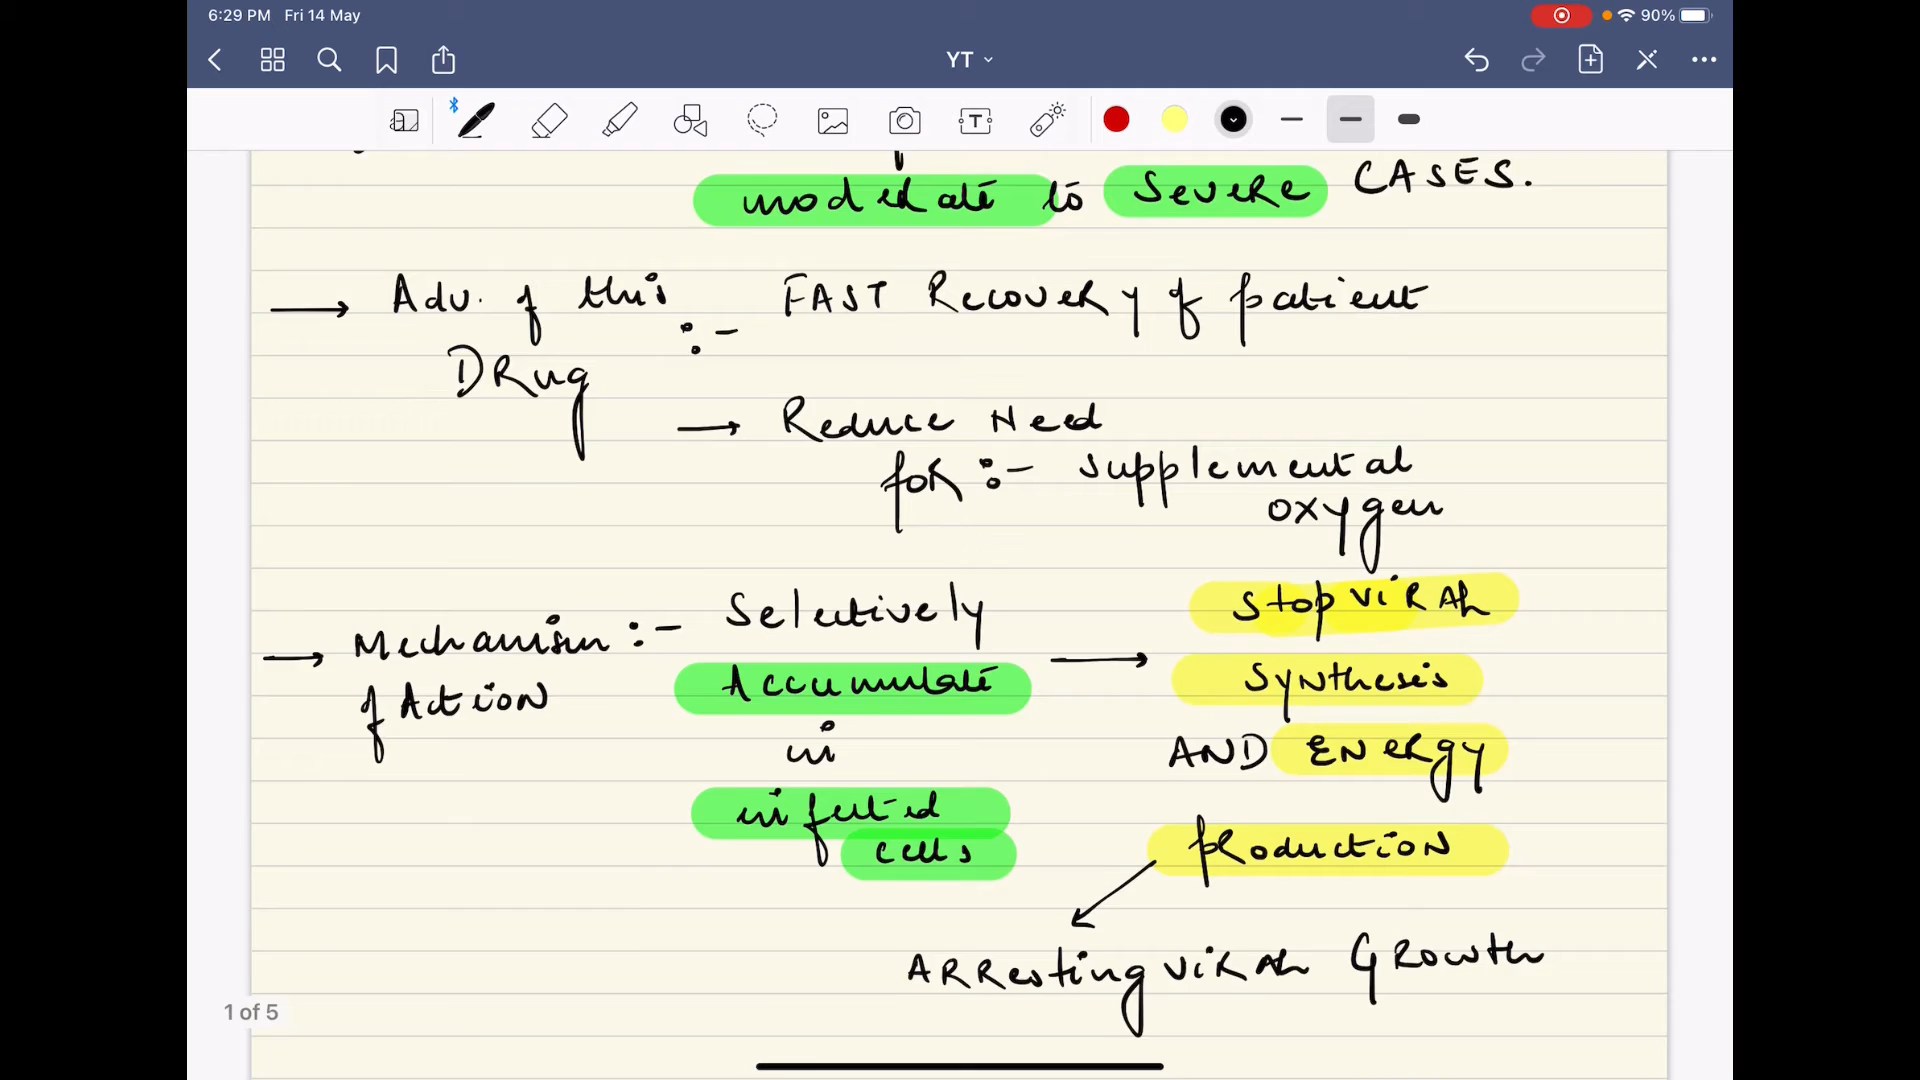 6:29 PM Fri 14 May
90%
YT
moderate to Severe CASES.
Adv. of this :- FAST Recovery of patient
DRug
Reduce Need
for :- supplemental
oxygen
Mechanism :- Selectively
of Action
Accumulate
in
infected
cells
Stop viral
Synthesis
AND ENergy
production
ARResting viral Growth
1 of 5